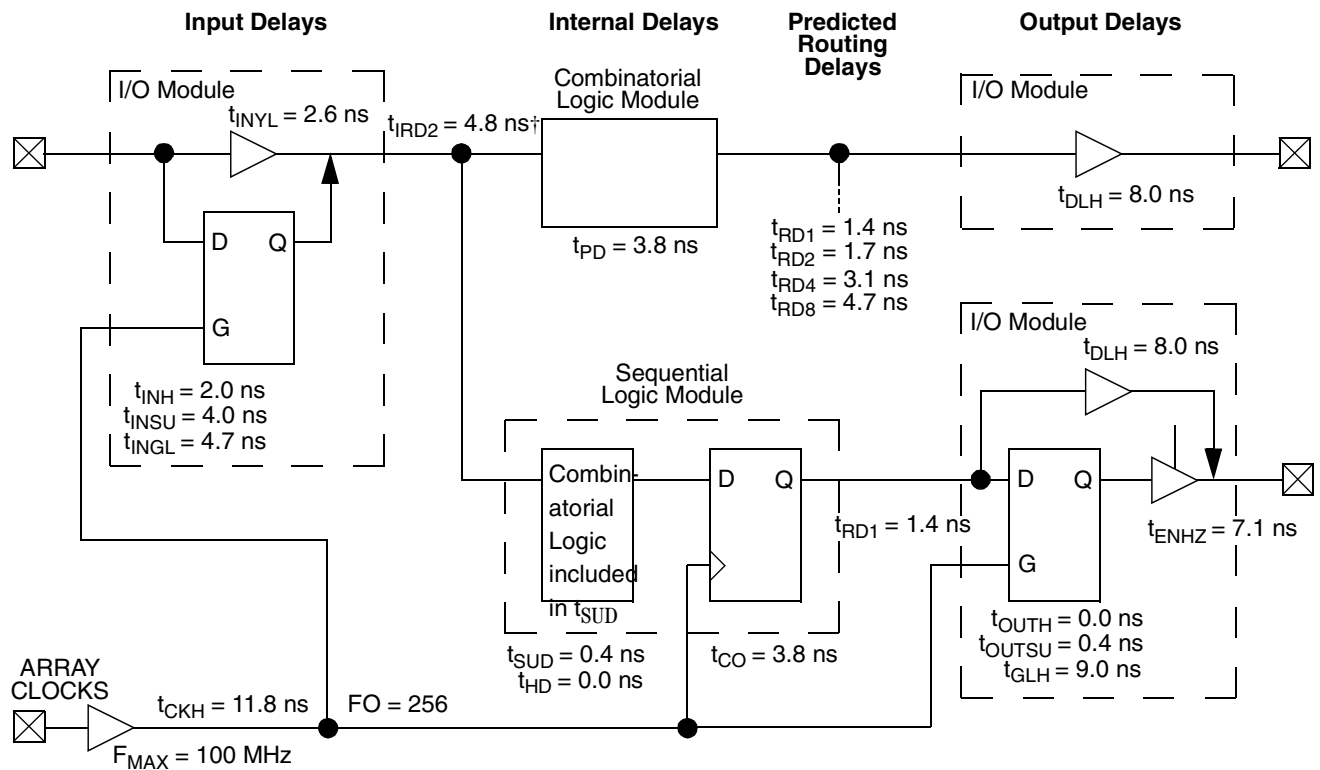 Input Delays
Internal Delays
Predicted
Routing
Delays
Output Delays
I/O Module
tINYL = 2.6 ns
tIRD2 = 4.8 ns†
Combinatorial
Logic Module
I/O Module
tDLH = 8.0 ns
D Q
G
tPD = 3.8 ns
tRD1 = 1.4 ns
tRD2 = 1.7 ns
tRD4 = 3.1 ns
tRD8 = 4.7 ns
tINH = 2.0 ns
tINSU = 4.0 ns
tINGL = 4.7 ns
Sequential
Logic Module
I/O Module
tDLH = 8.0 ns
Combin-
atorial
Logic
included
in tSUD
D Q
tRD1 = 1.4 ns
D Q
G
tENHZ = 7.1 ns
tSUD = 0.4 ns
tHD = 0.0 ns
tCO = 3.8 ns
tOUTH = 0.0 ns
tOUTSU = 0.4 ns
tGLH = 9.0 ns
ARRAY
CLOCKS
tCKH = 11.8 ns
FO = 256
FMAX = 100 MHz